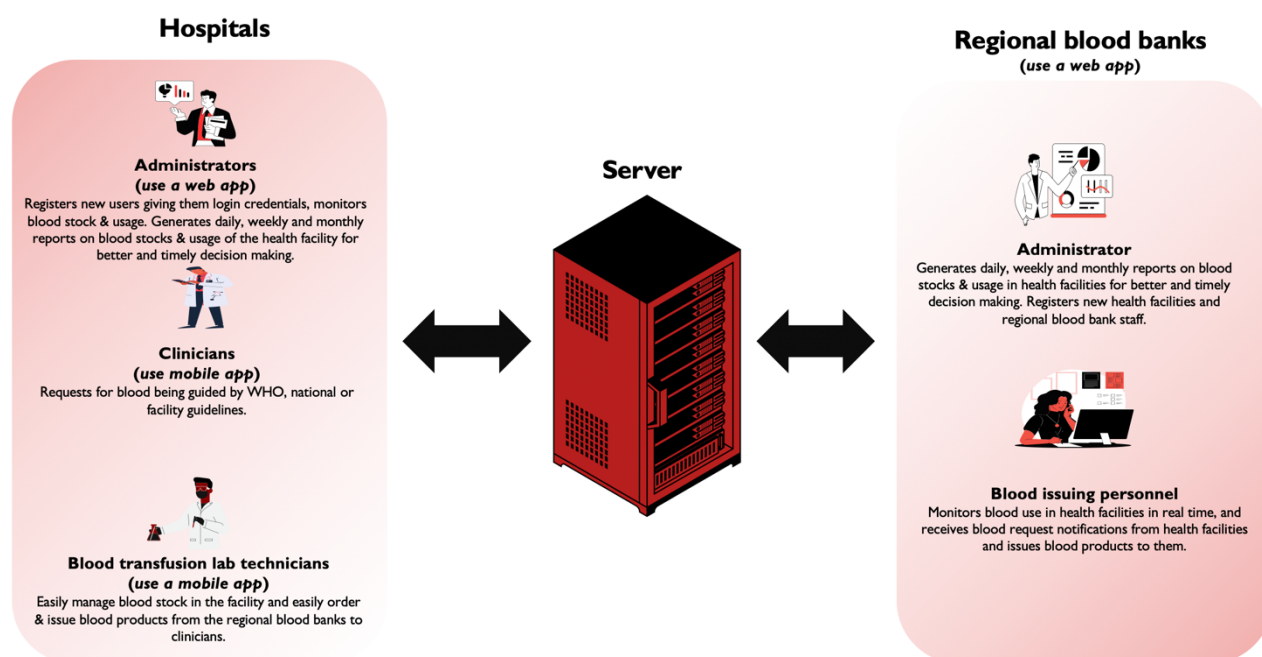 Hospitals
Administrators
(use a web app)
Registers new users giving them login credentials, monitors
blood stock & usage. Generates daily, weekly and monthly
reports on blood stocks & usage of the health facility for
better and timely decision making.
Clinicians
(use mobile app)
Requests for blood being guided by WHO, national or
facility guidelines.
Blood transfusion lab technicians
(use a mobile app)
Easily manage blood stock in the facility and easily order
& issue blood products from the regional blood banks to
clinicians.
Server
Regional blood banks
(use a web app)
Administrator
Generates daily, weekly and monthly reports on blood
stocks & usage in health facilities for better and timely
decision making. Registers new health facilities and
regional blood bank staff.
Blood issuing personnel
Monitors blood use in health facilities in real time, and
receives blood request notifications from health facilities
and issues blood products to them.